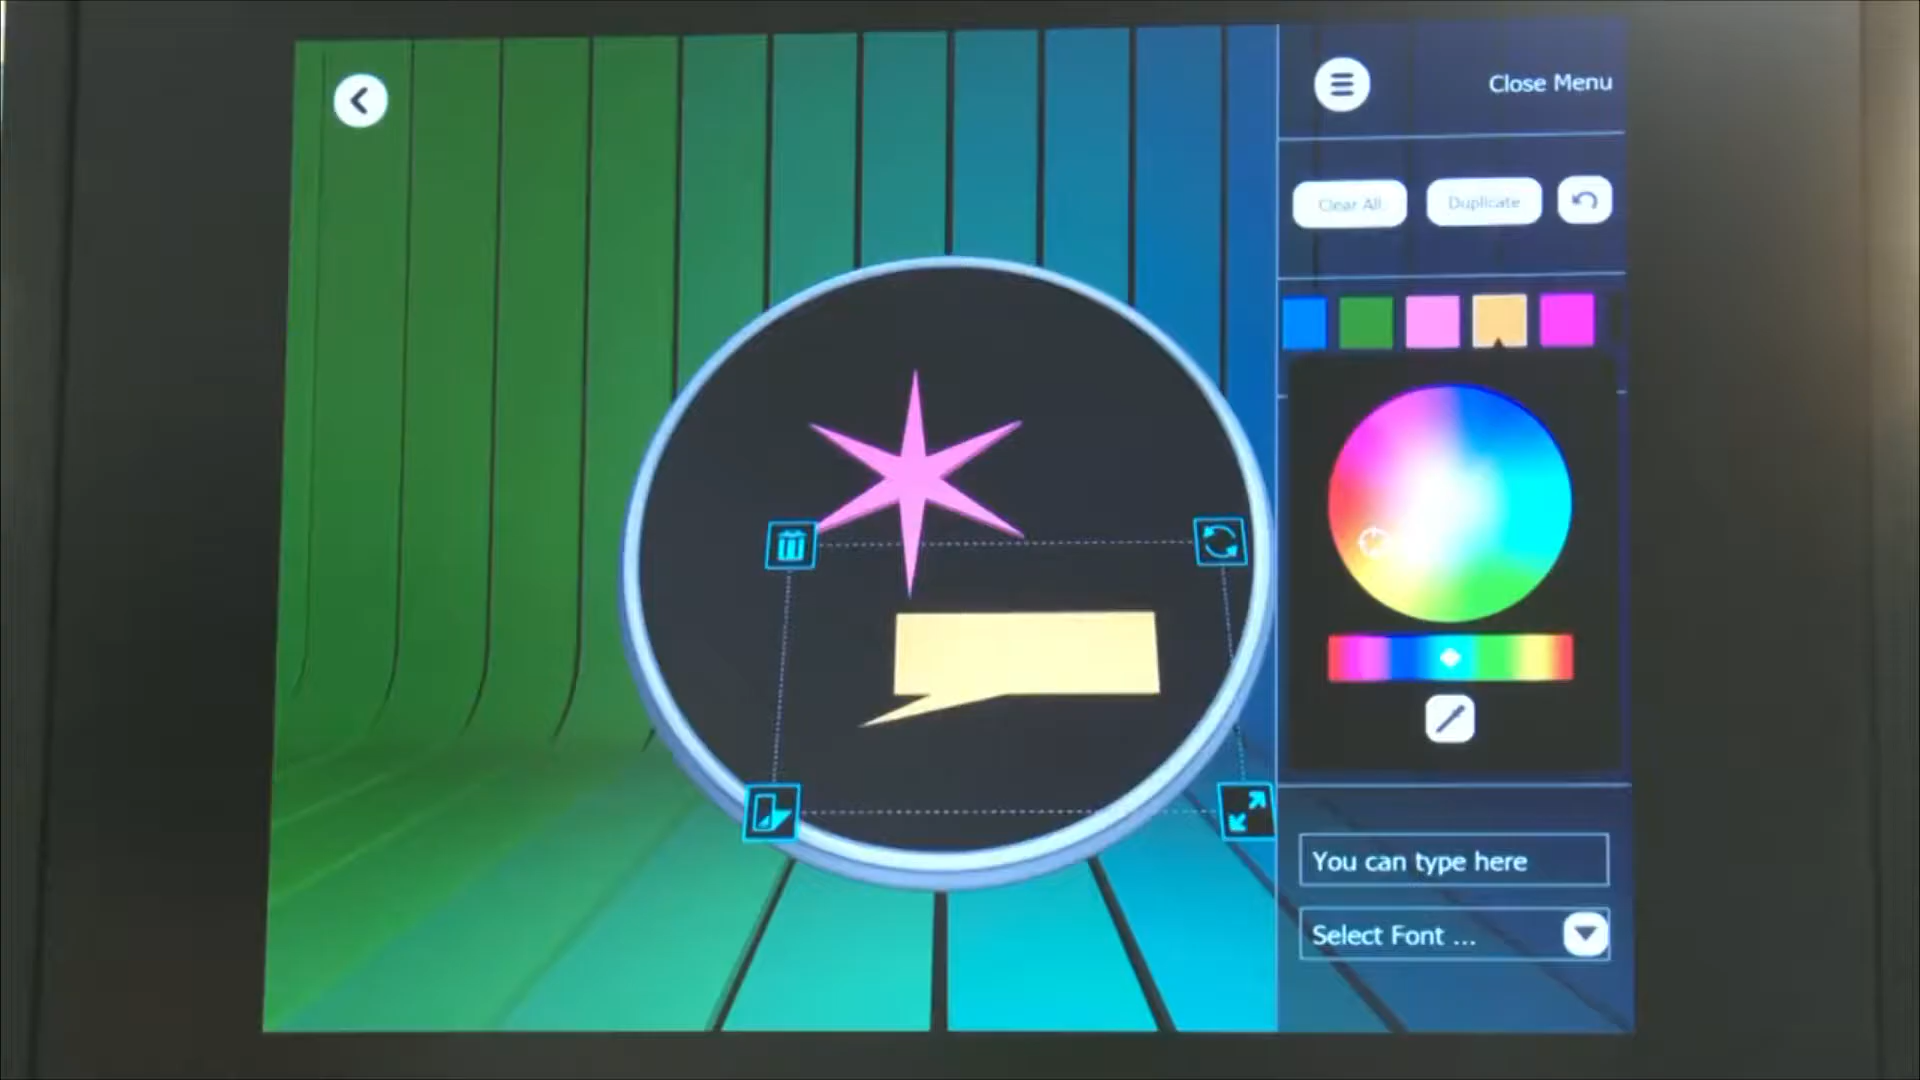 Close Menu
Clear All
Duplicate
You can type here
Select Font ...